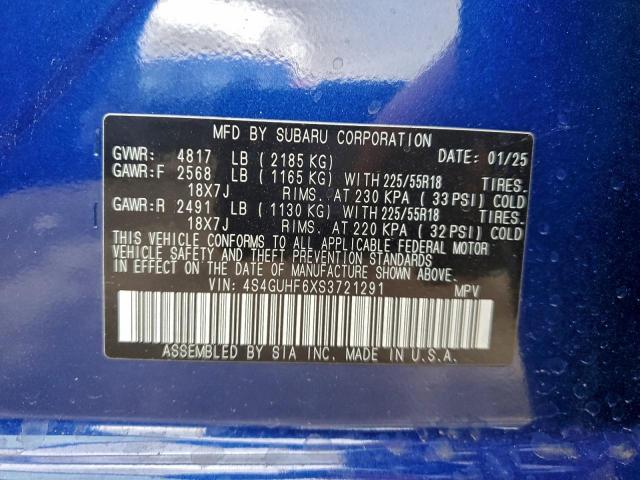 MFD BY SUBARU CORPORATION
GVWR: 4817 LB ( 2185 KG) DATE: 01/25
GAWR:F 2568 LB ( 1165 KG) WITH 225/55R18 TIRES.
18X7J RIMS. AT 230 KPA ( 33 PSI) COLD
GAWR:R 2491 LB ( 1130 KG) WITH 225/55R18 TIRES.
18X7J RIMS. AT 220 KPA ( 32 PSI) COLD
THIS VEHICLE CONFORMS TO ALL APPLICABLE FEDERAL MOTOR
VEHICLE SAFETY AND THEFT PREVENTION STANDARDS IN EFFECT
ON THE DATE OF MANUFACTURE SHOWN ABOVE.
VIN: 4S4GUHF6XS3721291 MPV
ASSEMBLED BY SIA INC. MADE IN U.S.A.